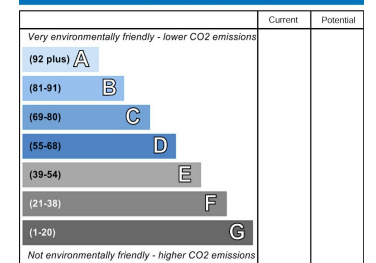 Current Potential
Very environmentally friendly - lower CO2 emissions
(92 plus) A
(81-91) B
(69-80) C
(55-68) D
(39-54) E
(21-38) F
(1-20) G
Not environmentally friendly - higher CO2 emissions